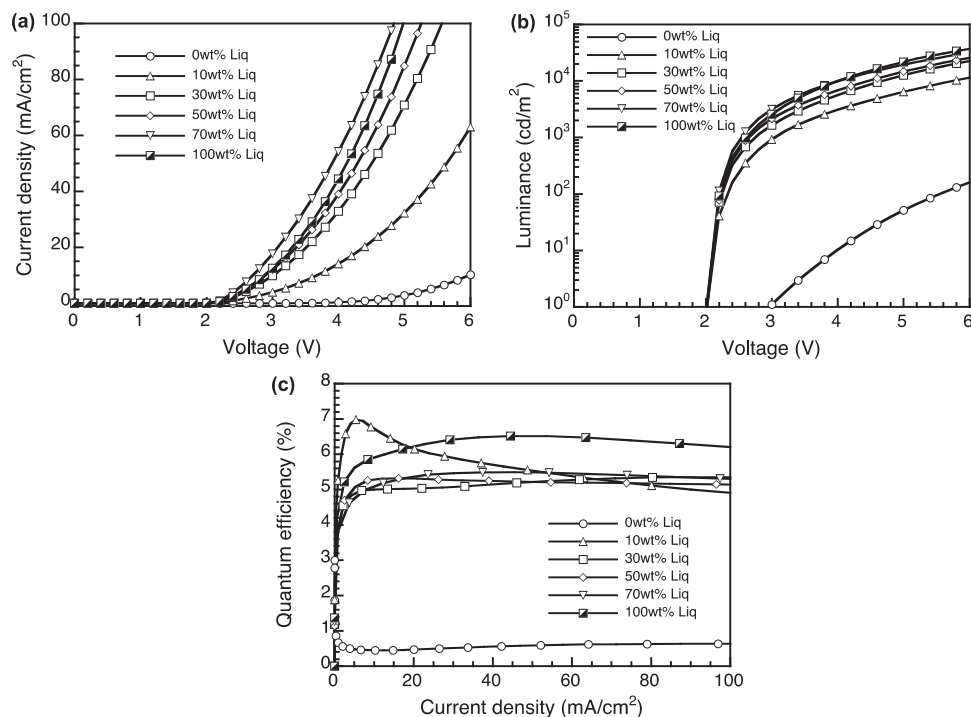 (a)
100
80
60
40
20
0
Current density (mA/cm²)
0wt% Liq
10wt% Liq
30wt% Liq
50wt% Liq
70wt% Liq
100wt% Liq
0 1 2 3 4 5 6
Voltage (V)
(b)
10⁵
10⁴
10³
10²
10¹
10⁰
Luminance (cd/m²)
0wt% Liq
10wt% Liq
30wt% Liq
50wt% Liq
70wt% Liq
100wt% Liq
0 1 2 3 4 5 6
Voltage (V)
(c)
8
7
6
5
4
3
2
1
0
Quantum efficiency (%)
0wt% Liq
10wt% Liq
30wt% Liq
50wt% Liq
70wt% Liq
100wt% Liq
0 20 40 60 80 100
Current density (mA/cm²)